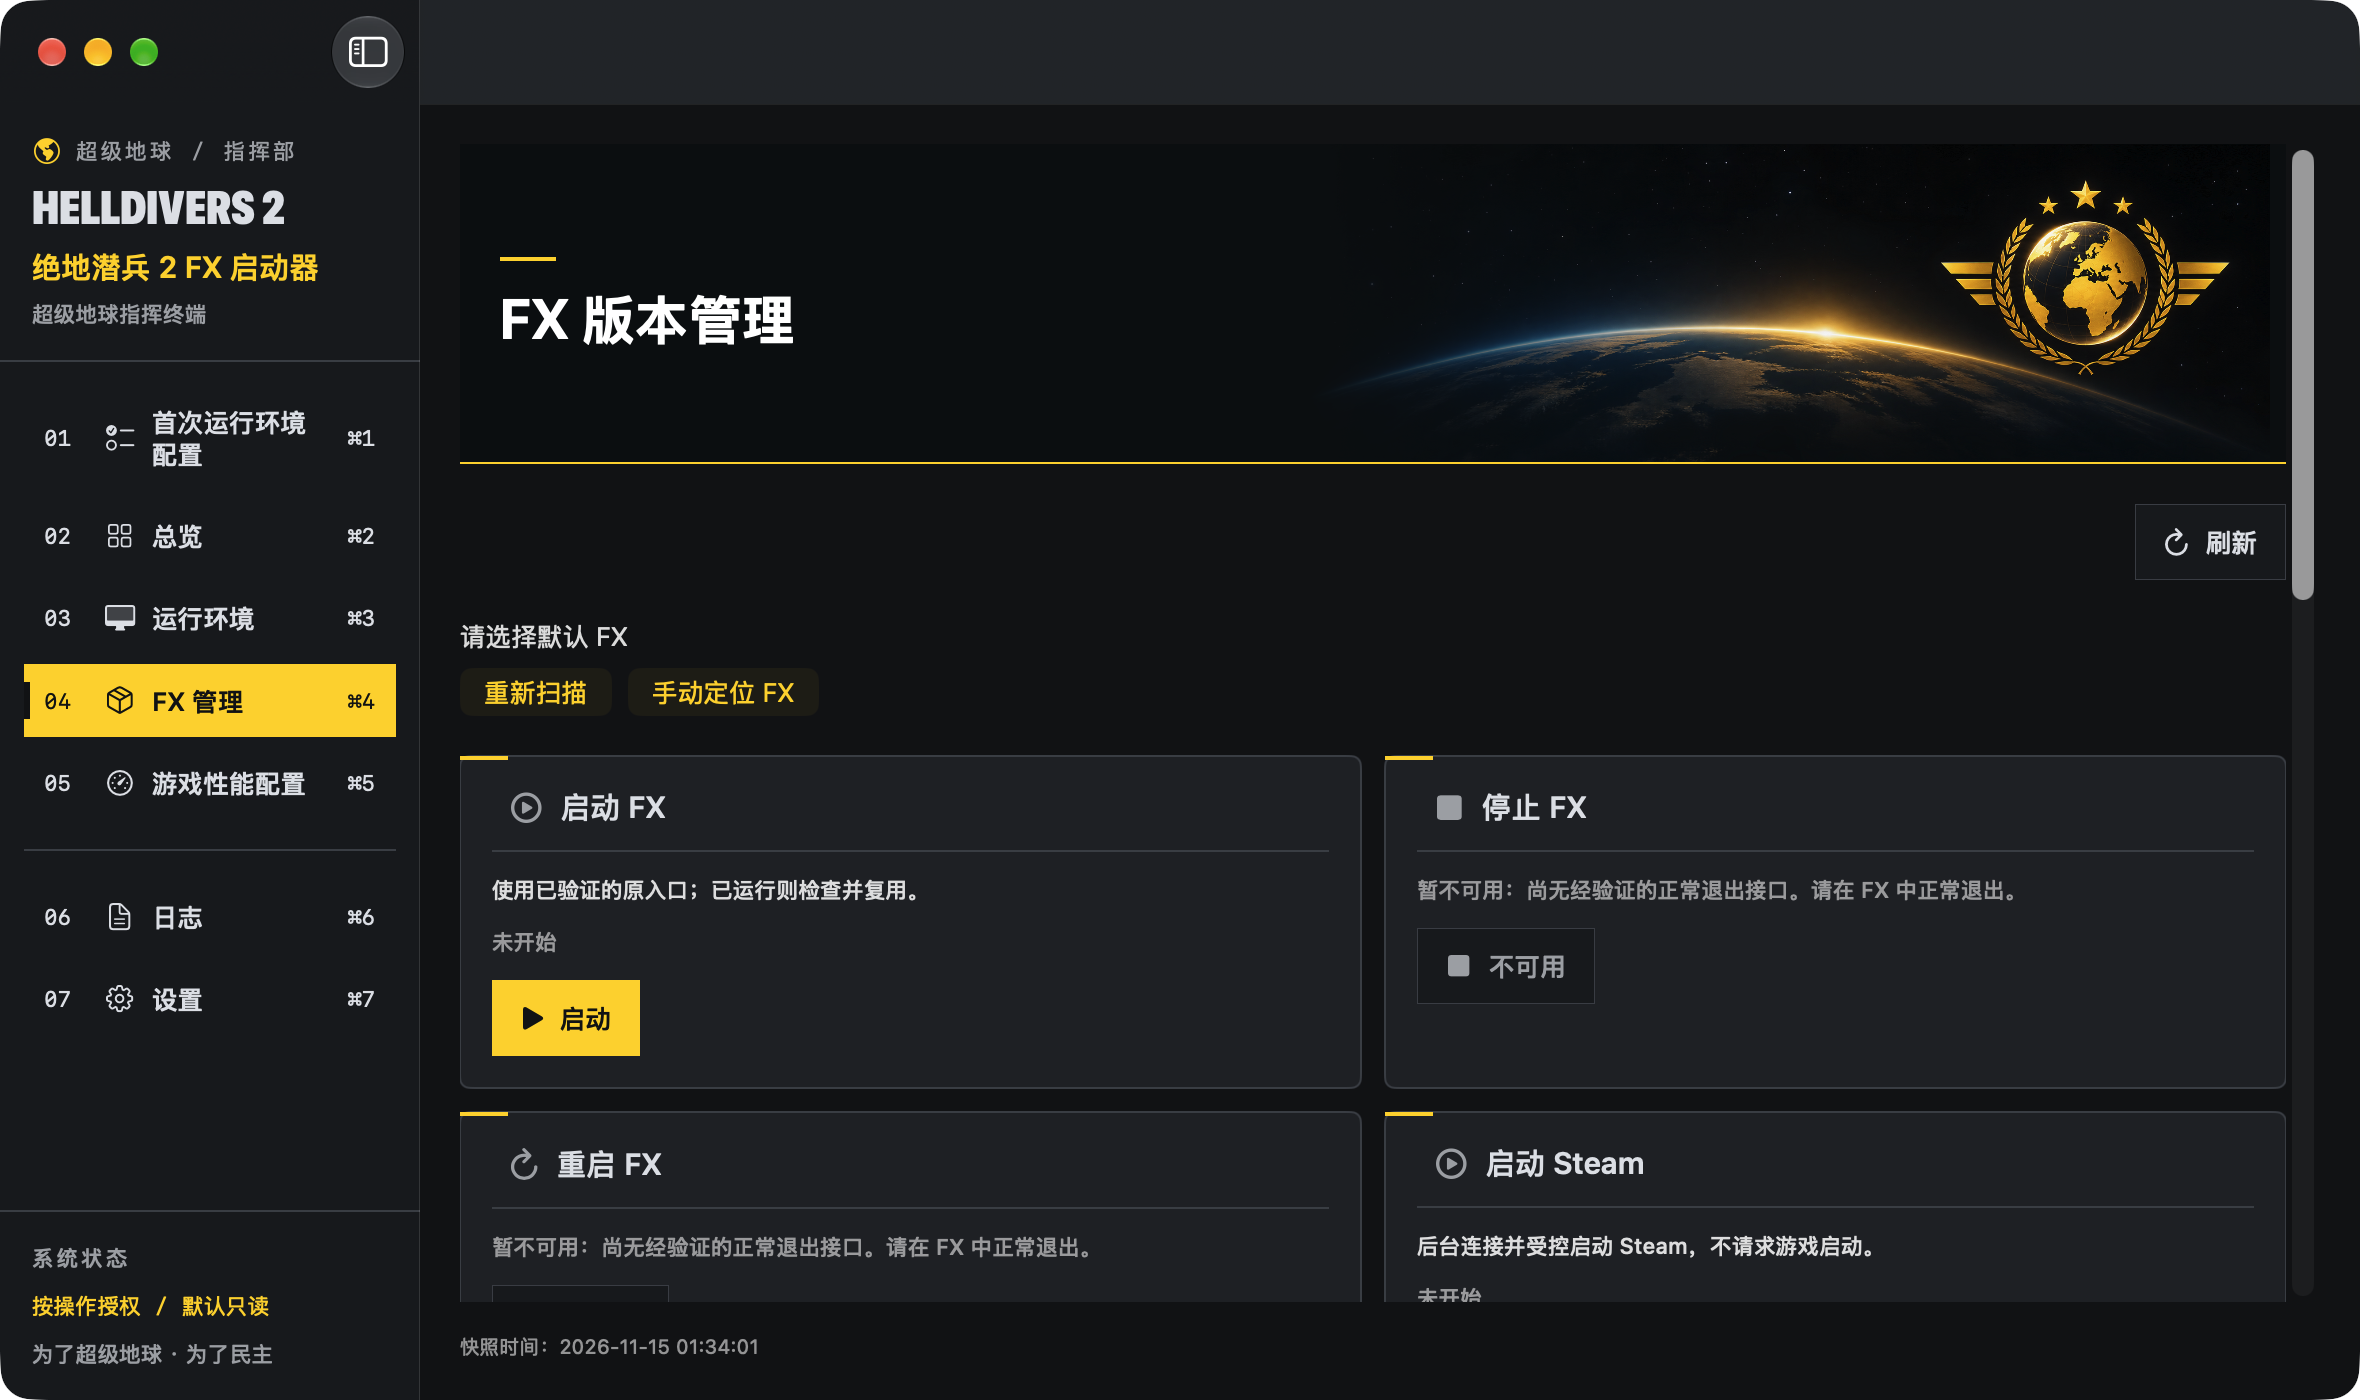 超级地球 / 指挥部
HELLDIVERS 2
绝地潜兵 2 FX 启动器
超级地球指挥终端
01 首次运行环境配置 ⌘1
02 总览 ⌘2
03 运行环境 ⌘3
04 FX 管理 ⌘4
05 游戏性能配置 ⌘5
06 日志 ⌘6
07 设置 ⌘7
系统状态
按操作授权 / 默认只读
为了超级地球 · 为了民主
FX 版本管理
刷新
请选择默认 FX
重新扫描 手动定位 FX
启动 FX
使用已验证的原入口；已运行则检查并复用。
未开始
启动
停止 FX
暂不可用：尚无经验证的正常退出接口。请在 FX 中正常退出。
不可用
重启 FX
暂不可用：尚无经验证的正常退出接口。请在 FX 中正常退出。
启动 Steam
后台连接并受控启动 Steam，不请求游戏启动。
未开始
快照时间：2026-11-15 01:34:01